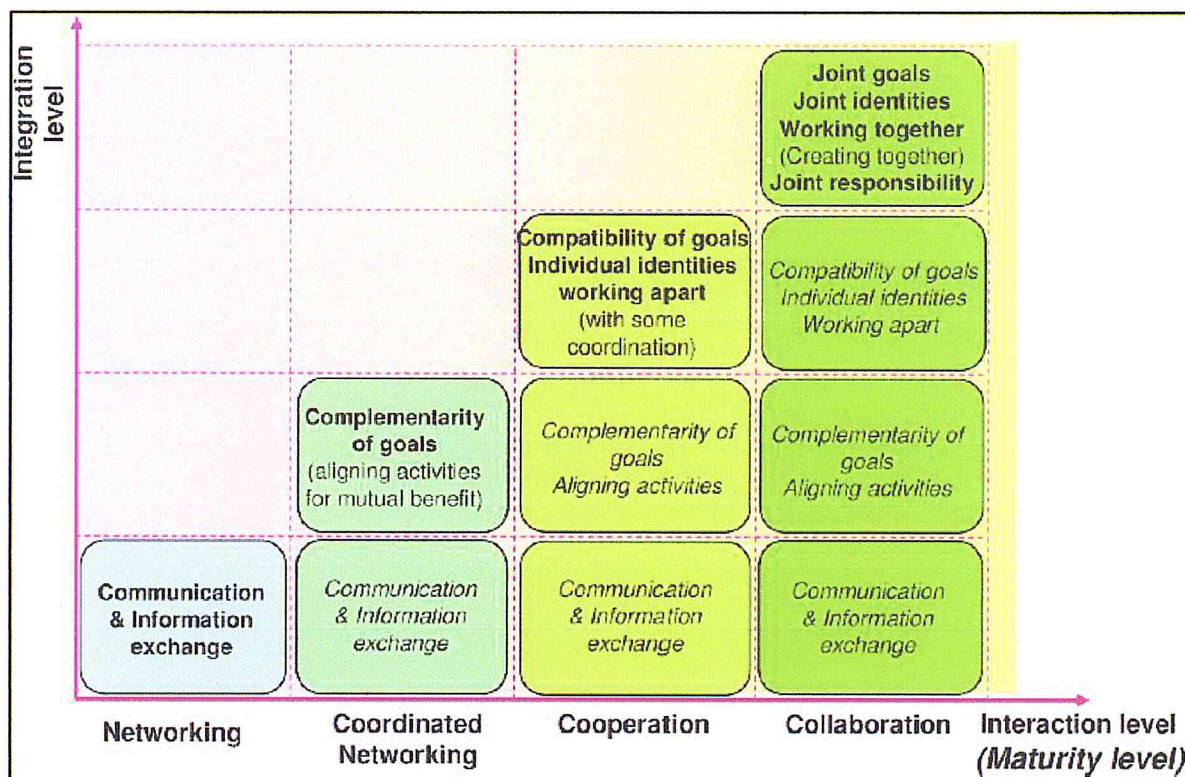 Integration
level
Joint goals
Joint identities
Working together
(Creating together)
Joint responsibility
Compatibility of goals
Individual identities
working apart
(with some
coordination)
Compatibility of goals
Individual identities
Working apart
Complementarity
of goals
(aligning activities
for mutual benefit)
Complementarity of
goals
Aligning activities
Complementarity of
goals
Aligning activities
Communication
& Information
exchange
Communication
& Information
exchange
Communication
& Information
exchange
Communication
& Information
exchange
Networking
Coordinated
Networking
Cooperation
Collaboration
Interaction level
(Maturity level)